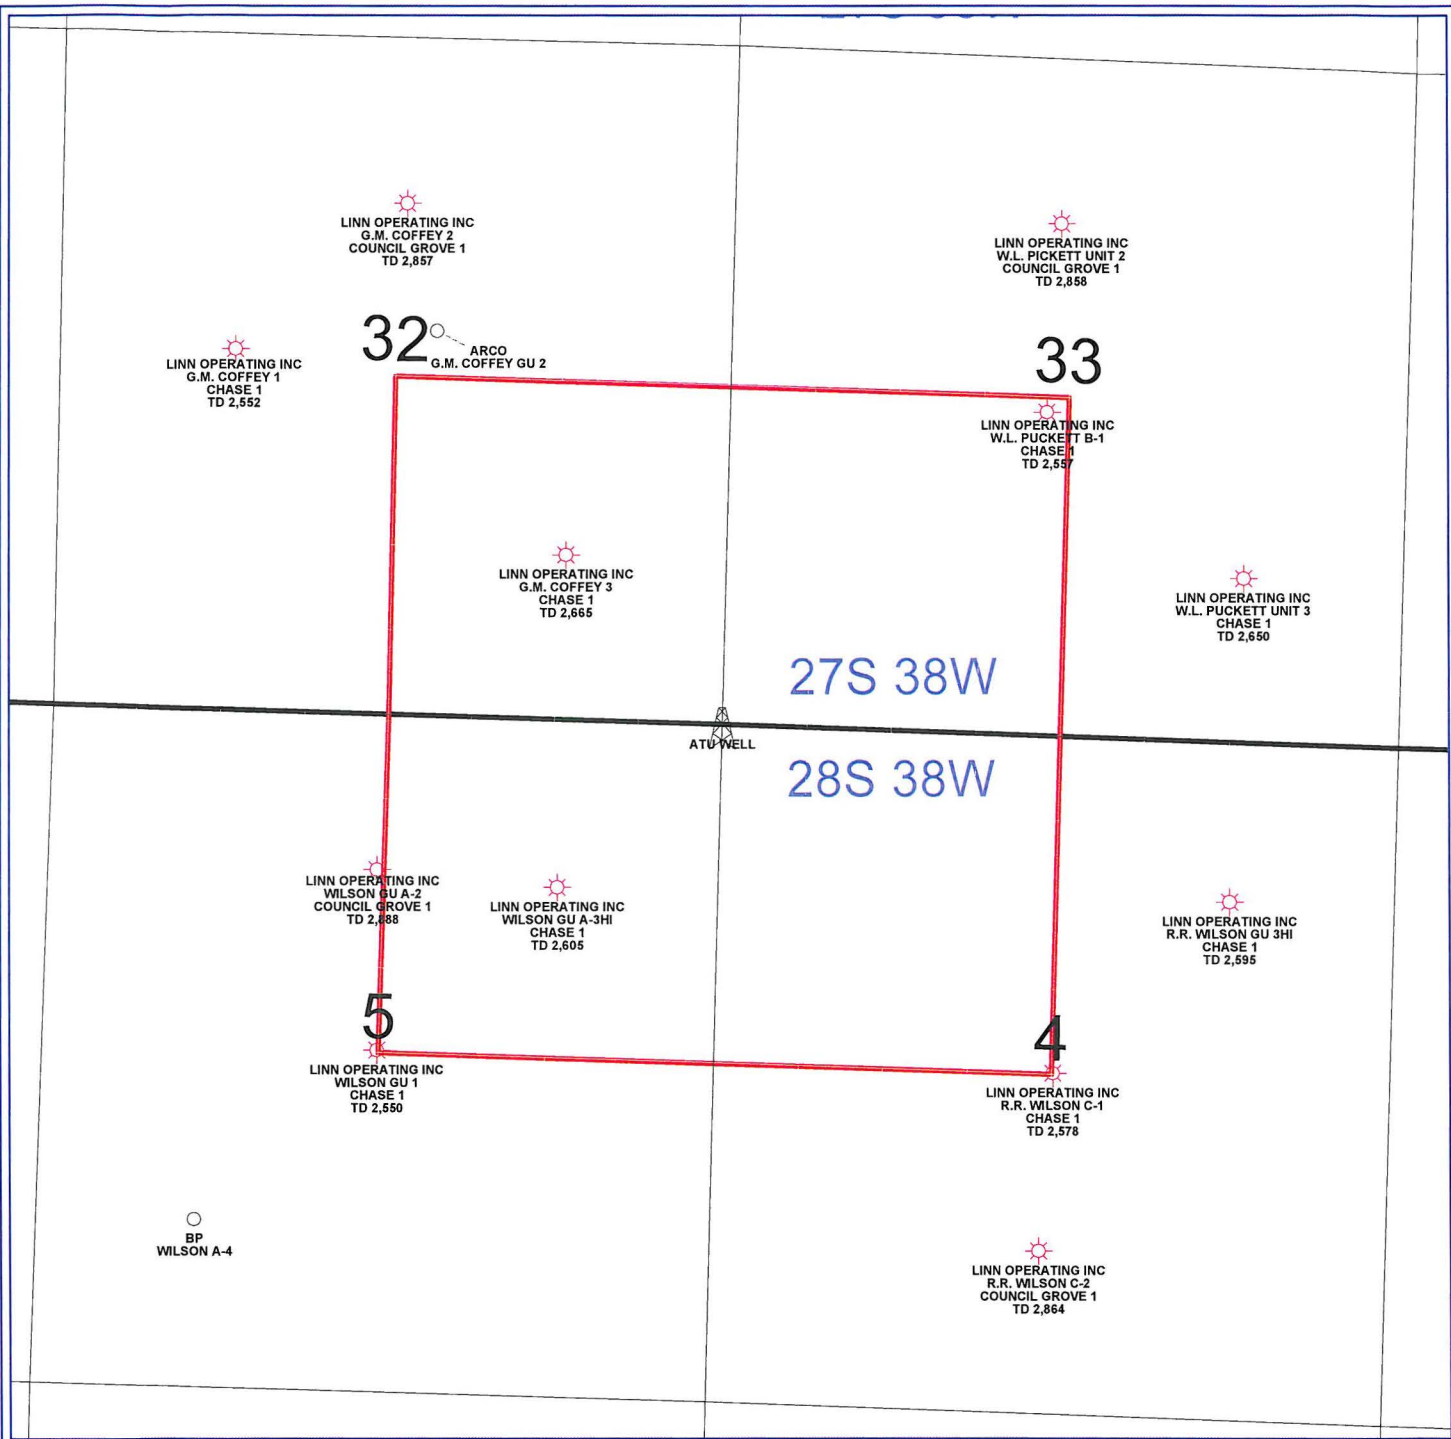 LINN OPERATING INC
G.M. COFFEY 2
COUNCIL GROVE 1
TD 2,857
LINN OPERATING INC
W.L. PICKETT UNIT 2
COUNCIL GROVE 1
TD 2,858
32
ARCO
G.M. COFFEY GU 2
33
LINN OPERATING INC
G.M. COFFEY 1
CHASE 1
TD 2,552
LINN OPERATING INC
W.L. PUCKETT B-1
CHASE 1
TD 2,557
LINN OPERATING INC
G.M. COFFEY 3
CHASE 1
TD 2,665
LINN OPERATING INC
W.L. PUCKETT UNIT 3
CHASE 1
TD 2,650
27S 38W
ATU WELL
28S 38W
LINN OPERATING INC
WILSON GU A-2
COUNCIL GROVE 1
TD 2,888
LINN OPERATING INC
WILSON GU A-3HI
CHASE 1
TD 2,605
LINN OPERATING INC
R.R. WILSON GU 3HI
CHASE 1
TD 2,595
5
4
LINN OPERATING INC
WILSON GU 1
CHASE 1
TD 2,550
LINN OPERATING INC
R.R. WILSON C-1
CHASE 1
TD 2,578
BP
WILSON A-4
LINN OPERATING INC
R.R. WILSON C-2
COUNCIL GROVE 1
TD 2,864